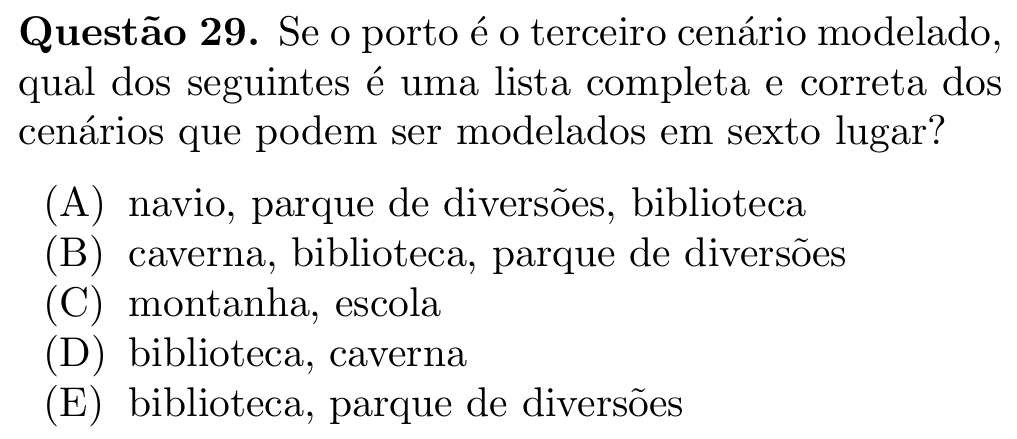 Questão 29. Se o porto é o terceiro cenário modelado,
qual dos seguintes é uma lista completa e correta dos
cenários que podem ser modelados em sexto lugar?
(A) navio, parque de diversões, biblioteca
(B) caverna, biblioteca, parque de diversões
(C) montanha, escola
(D) biblioteca, caverna
(E) biblioteca, parque de diversões